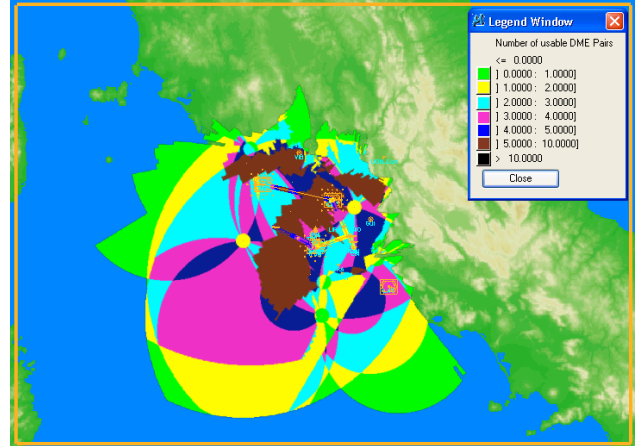 Legend Window
Number of usable DME Pairs
<= 0.0000
] 0.0000 : 1.0000]
] 1.0000 : 2.0000]
] 2.0000 : 3.0000]
] 3.0000 : 4.0000]
] 4.0000 : 5.0000]
] 5.0000 : 10.0000]
> 10.0000
Close